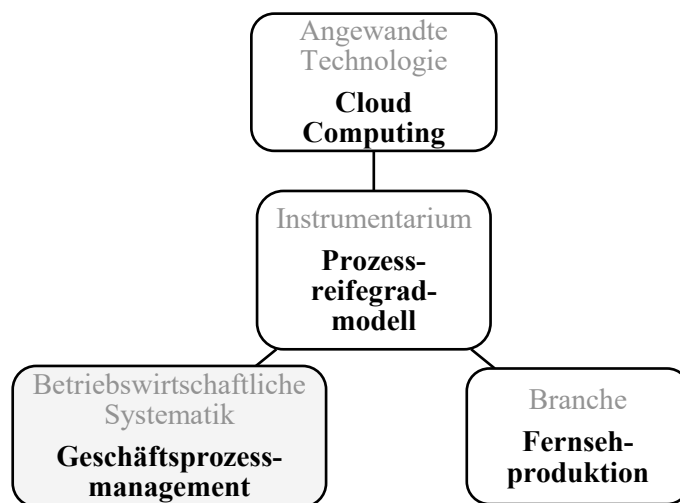 Angewandte
Technologie
Cloud
Computing
Instrumentarium
Prozess-
reifegrad-
modell
Betriebswirtschaftliche
Systematik
Geschäftsprozess-
management
Branche
Fernseh-
produktion